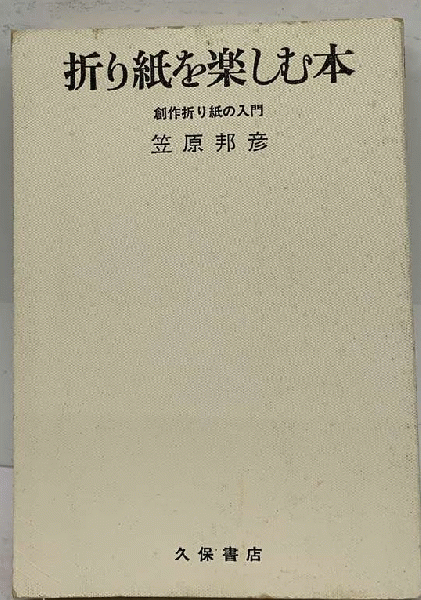 折り紙を楽しむ本
創作折り紙の入門
笠原邦彦
久保書店